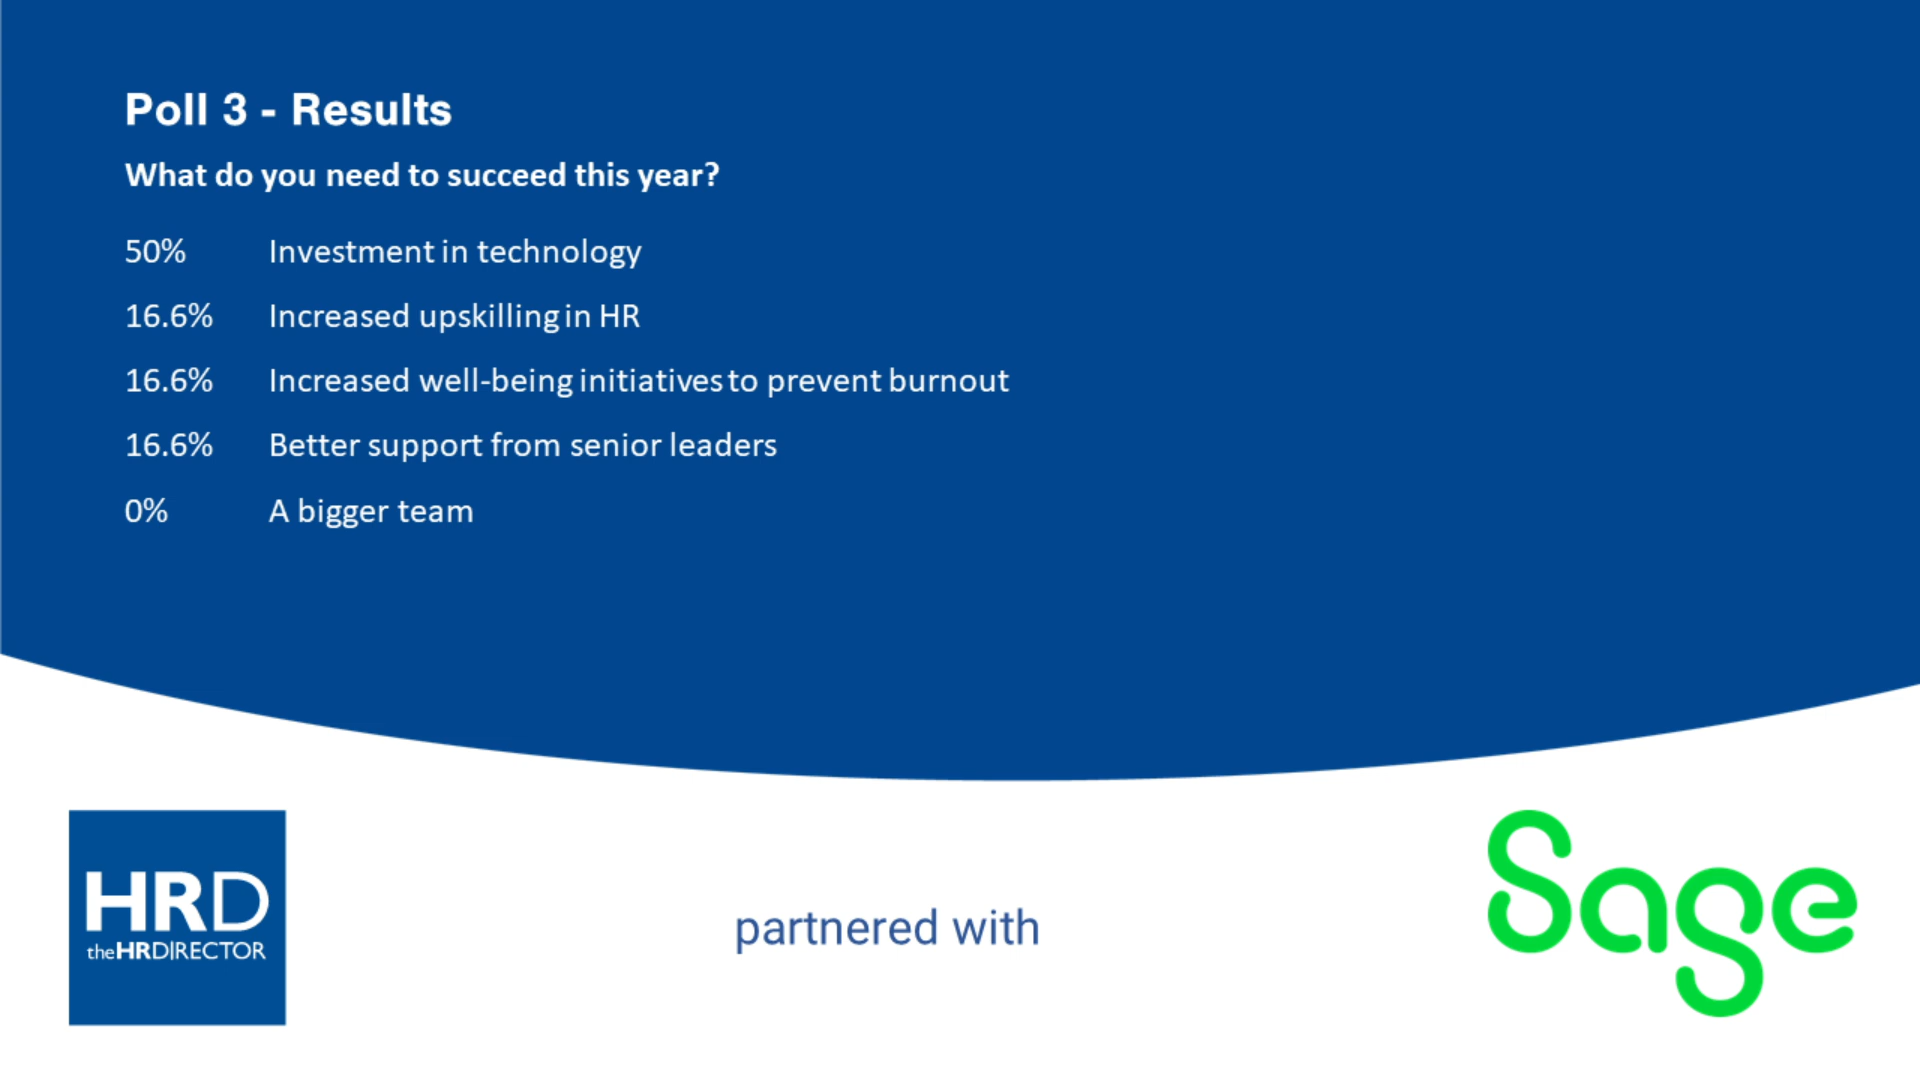 Poll 3 - Results
What do you need to succeed this year?
50% Investment in technology
16.6% Increased upskilling in HR
16.6% Increased well-being initiatives to prevent burnout
16.6% Better support from senior leaders
0% A bigger team
HRD
theHRDIRECTOR
partnered with
Sage